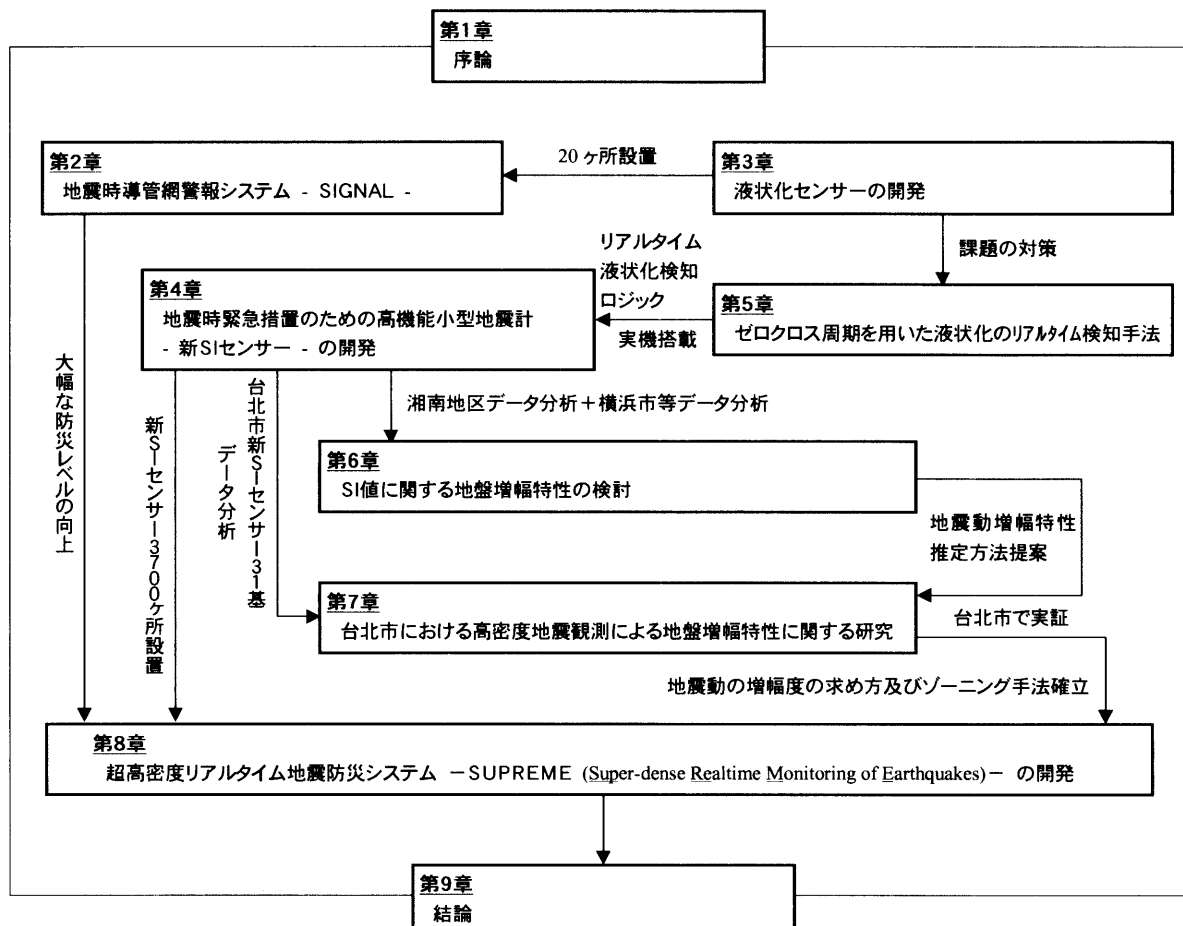 第1章
序論
第2章
地震時導管網警報システム - SIGNAL -
20ヶ所設置
第3章
液状化センサーの開発
課題の対策
リアルタイム
液状化検知
ロジック
実機搭載
第4章
地震時緊急措置のための高機能小型地震計
- 新SIセンサー - の開発
第5章
ゼロクロス周期を用いた液状化のリアルタイム検知手法
大幅な防災レベルの向上
新SIセンサー3700ヶ所設置
台北市新SIセンサー31基
データ分析
湘南地区データ分析+横浜市等データ分析
第6章
SI値に関する地盤増幅特性の検討
地震動増幅特性
推定方法提案
第7章
台北市における高密度地震観測による地盤増幅特性に関する研究
台北市で実証
地震動の増幅度の求め方及びゾーニング手法確立
第8章
超高密度リアルタイム地震防災システム -SUPREME (Super-dense Realtime Monitoring of Earthquakes)- の開発
第9章
結論